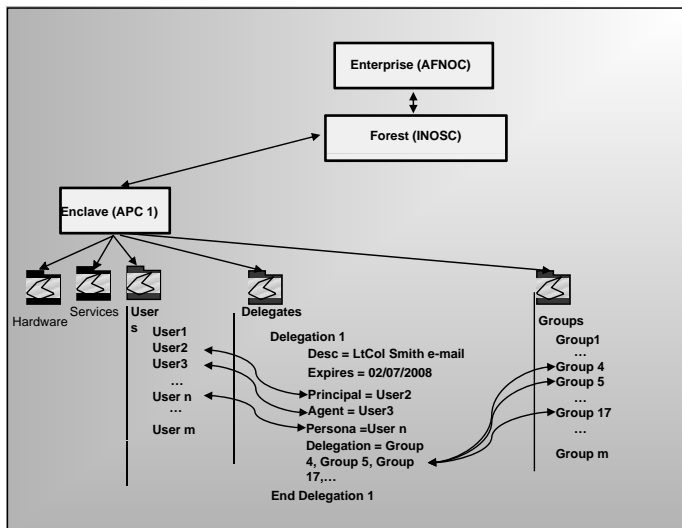 Enterprise (AFNOC)
Forest (INOSC)
Enclave (APC 1)
Hardware
Services
User
s
User1
User2
User3
...
User n
...
User m
Delegates
Delegation 1
Desc = LtCol Smith e-mail
Expires = 02/07/2008
Principal = User2
Agent = User3
Persona =User n
Delegation = Group
4, Group 5, Group
17,...
End Delegation 1
Groups
Group1
...
Group 4
Group 5
...
Group 17
...
Group m